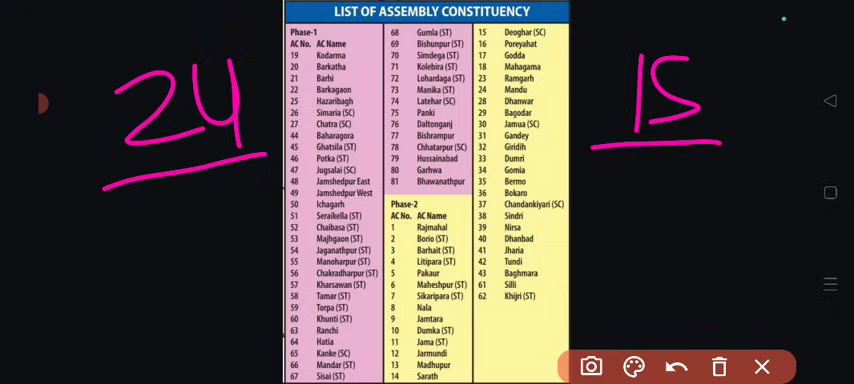 LIST OF ASSEMBLY CONSTITUENCY
24
Phase-1
AC No. AC Name
19 Kodarma
20 Barkatha
21 Barhi
22 Barkagaon
25 Hazaribagh
26 Simaria (SC)
27 Chatra (SC)
44 Baharagora
45 Ghatsila (ST)
46 Potka (ST)
47 Jugsalai (SC)
48 Jamshedpur East
49 Jamshedpur West
50 Ichagarh
51 Seraikella (ST)
52 Chaibasa (ST)
53 Majhgaon (ST)
54 Jaganathpur (ST)
55 Manoharpur (ST)
56 Chakradharpur (ST)
57 Kharsawan (ST)
58 Tamar (ST)
59 Torpa (ST)
60 Khunti (ST)
63 Ranchi
64 Hatia
65 Kanke (SC)
66 Mandar (ST)
67 Sisai (ST)
68 Gumla (ST)
69 Bishunpur (ST)
70 Simdega (ST)
71 Kolebira (ST)
72 Lohardaga (ST)
73 Manika (ST)
74 Latehar (SC)
75 Panki
76 Daltonganj
77 Bishrampur
78 Chhatarpur (SC)
79 Hussainabad
80 Garhwa
81 Bhawanathpur
Phase-2
AC No. AC Name
1 Rajmahal
2 Borio (ST)
3 Barhait (ST)
4 Litipara (ST)
5 Pakaur
6 Maheshpur (ST)
7 Sikaripara (ST)
8 Nala
9 Jamtara
10 Dumka (ST)
11 Jama (ST)
12 Jarmundi
13 Madhupur
14 Sarath
15 Deoghar (SC)
16 Poreyahat
17 Godda
18 Mahagama
23 Ramgarh
24 Mandu
28 Dhanwar
29 Bagodar
30 Jamua (SC)
31 Gandey
32 Giridih
33 Dumri
34 Gomia
35 Bermo
36 Bokaro
37 Chandankiyari (SC)
38 Sindri
39 Nirsa
40 Dhanbad
41 Jharia
42 Tundi
43 Baghmara
61 Silli
62 Khijri (ST)
15